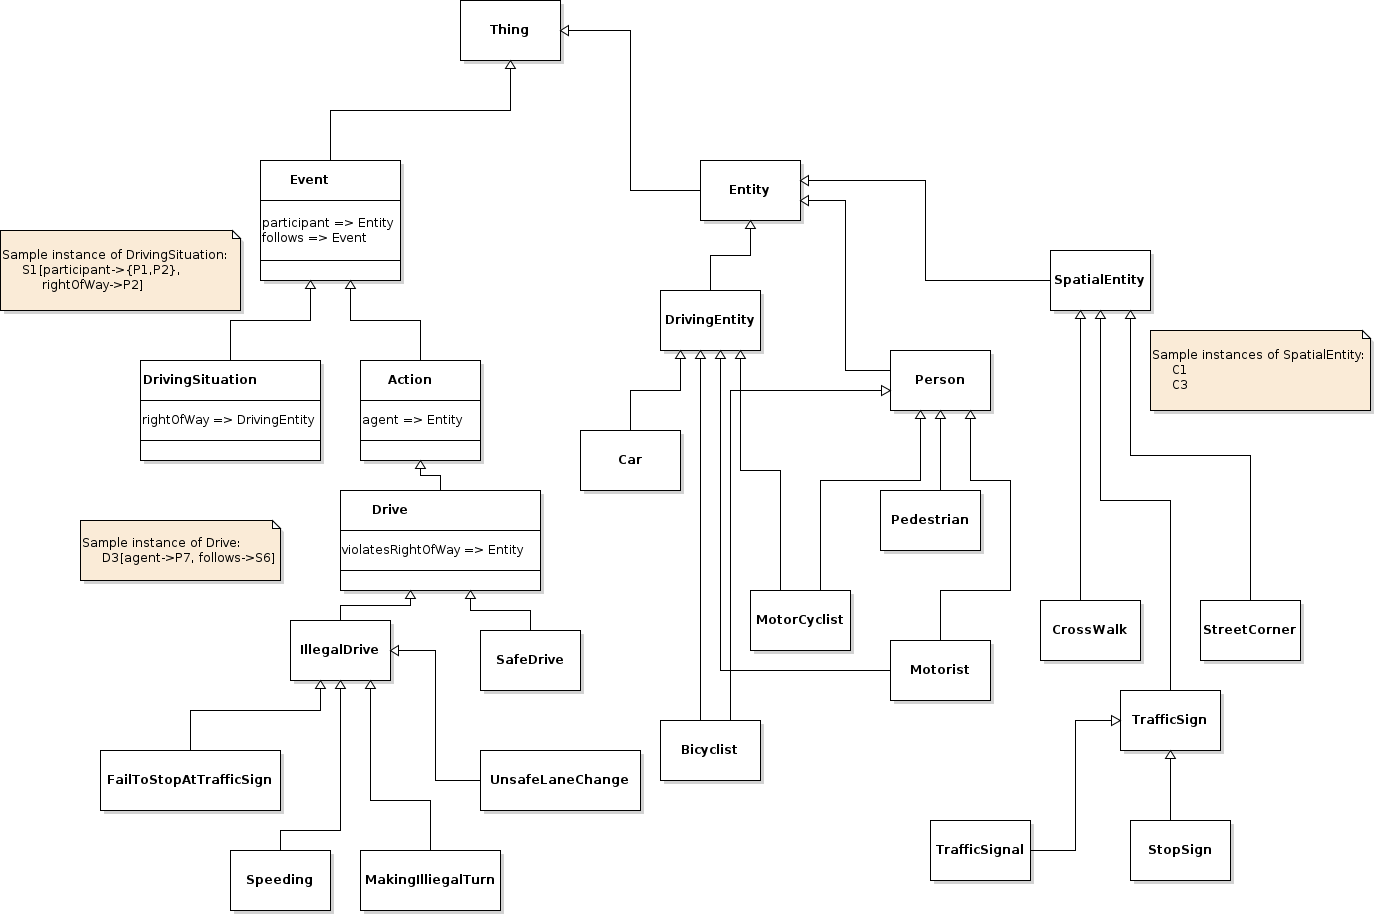 Thing
Event
participant => Entity
follows => Event
Entity
Sample instance of DrivingSituation:
S1[participant->{P1,P2},
rightOfWay->P2]
SpatialEntity
DrivingEntity
Sample instances of SpatialEntity:
C1
C3
DrivingSituation
rightOfWay => DrivingEntity
Action
agent => Entity
Person
Car
Drive
violatesRightOfWay => Entity
Pedestrian
Sample instance of Drive:
D3[agent->P7, follows->S6]
MotorCyclist
CrossWalk
StreetCorner
IllegalDrive
SafeDrive
Motorist
TrafficSign
Bicyclist
FailToStopAtTrafficSign
UnsafeLaneChange
TrafficSignal
StopSign
Speeding
MakingIlliegalTurn